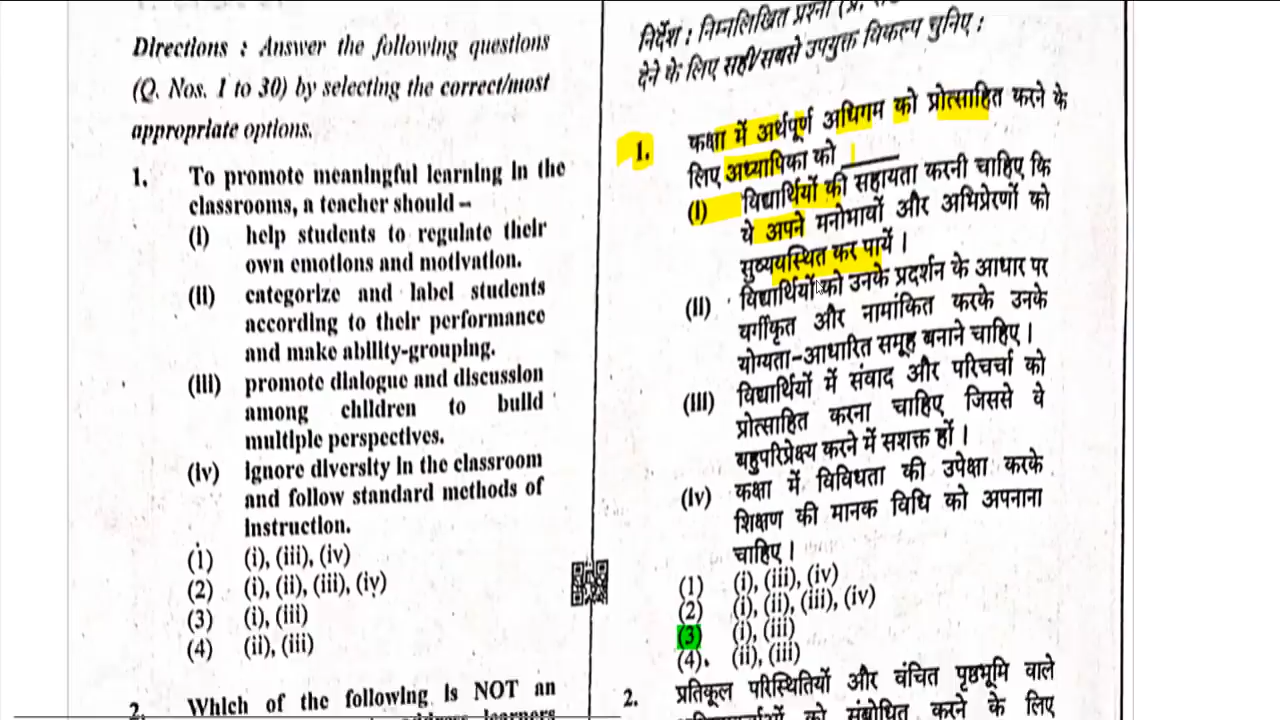 Directions : Answer the following questions
(Q. Nos. 1 to 30) by selecting the correct/most
appropriate options.
1. To promote meaningful learning in the
classrooms, a teacher should –
(i) help students to regulate their
own emotions and motivation.
(ii) categorize and label students
according to their performance
and make ability-grouping.
(iii) promote dialogue and discussion
among children to build
multiple perspectives.
(iv) ignore diversity in the classroom
and follow standard methods of
instruction.
(1) (i), (iii), (iv)
(2) (i), (ii), (iii), (iv)
(3) (i), (iii)
(4) (ii), (iii)
2. Which of the following is NOT an
address learners
निर्देश : निम्नलिखित प्रश्नों (प्र.
देने के लिए सही/सबसे उपयुक्त विकल्प चुनिए :
1. कक्षा में अर्थपूर्ण अधिगम को प्रोत्साहित करने के
लिए अध्यापिका को ____
(i) विद्यार्थियों की सहायता करनी चाहिए कि
वे अपने मनोभावों और अभिप्रेरणों को
सुव्यवस्थित कर पायें ।
(ii) विद्यार्थियों को उनके प्रदर्शन के आधार पर
वर्गीकृत और नामांकित करके उनके
योग्यता-आधारित समूह बनाने चाहिए ।
(iii) विद्यार्थियों में संवाद और परिचर्चा को
प्रोत्साहित करना चाहिए जिससे वे
बहुपरिप्रेक्ष्य करने में सशक्त हों ।
(iv) कक्षा में विविधता की उपेक्षा करके
शिक्षण की मानक विधि को अपनाना
चाहिए ।
(1) (i), (iii), (iv)
(2) (i), (ii), (iii), (iv)
(3) (i), (iii)
(4). (ii), (iii)
2. प्रतिकूल परिस्थितियों और वंचित पृष्ठभूमि वाले
को संबोधित करने के लिए